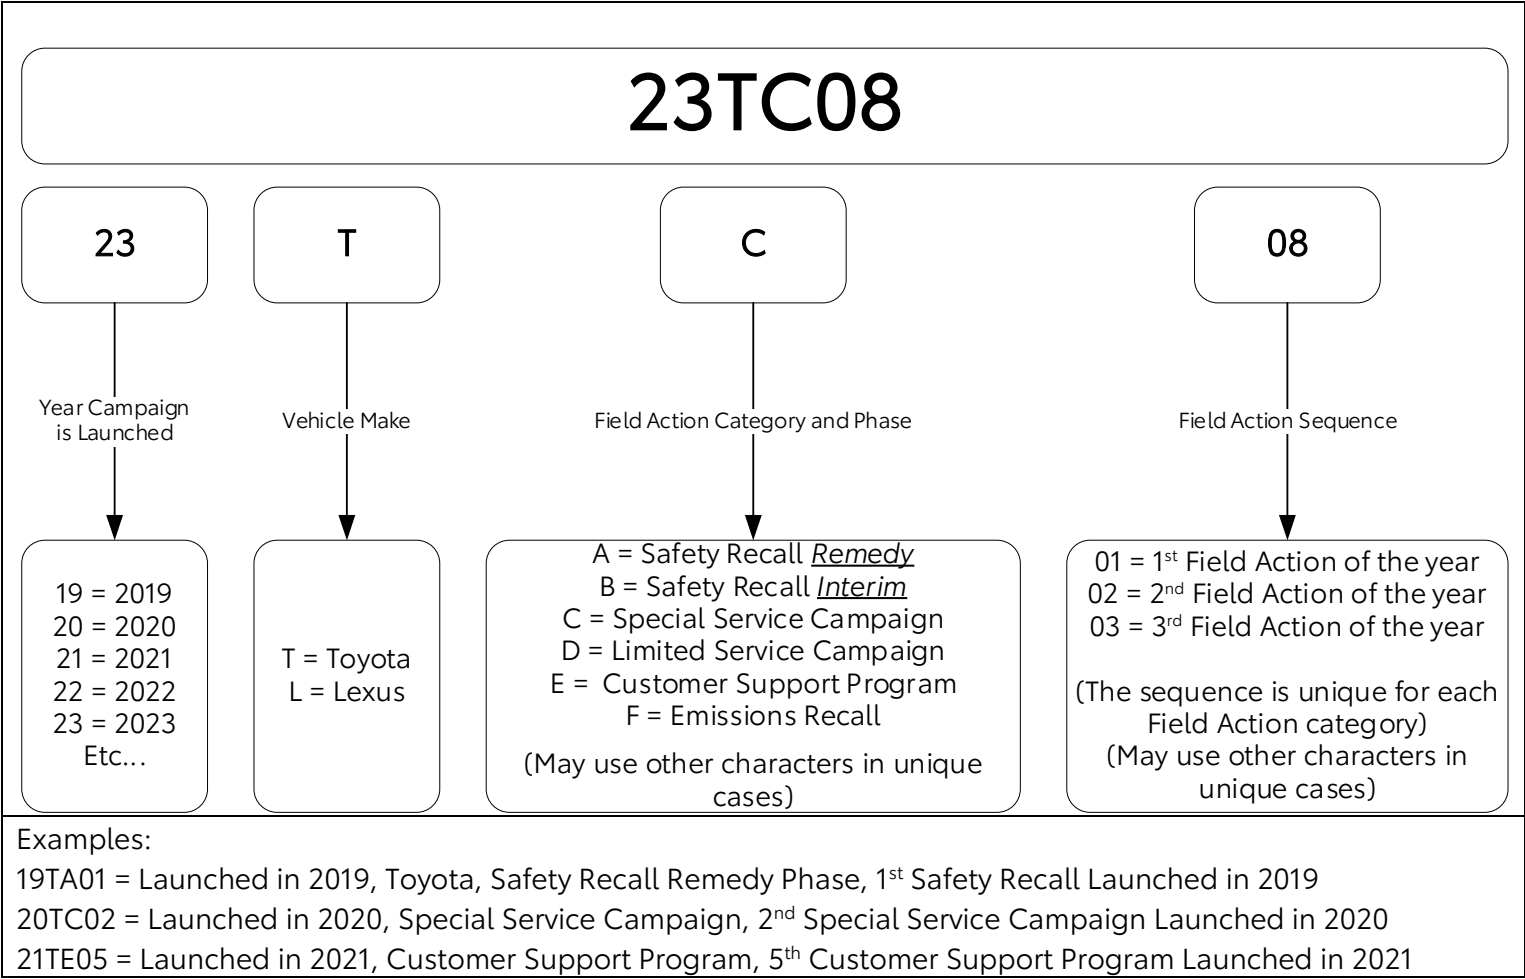 23TC08
23
T
C
08
Year Campaign
is Launched
Vehicle Make
Field Action Category and Phase
Field Action Sequence
19 = 2019
20 = 2020
21 = 2021
22 = 2022
23 = 2023
Etc...
T = Toyota
L = Lexus
A = Safety Recall Remedy
B = Safety Recall Interim
C = Special Service Campaign
D = Limited Service Campaign
E = Customer Support Program
F = Emissions Recall
(May use other characters in unique
cases)
01 = 1st Field Action of the year
02 = 2nd Field Action of the year
03 = 3rd Field Action of the year
(The sequence is unique for each
Field Action category)
(May use other characters in
unique cases)
Examples:
19TA01 = Launched in 2019, Toyota, Safety Recall Remedy Phase, 1st Safety Recall Launched in 2019
20TC02 = Launched in 2020, Special Service Campaign, 2nd Special Service Campaign Launched in 2020
21TE05 = Launched in 2021, Customer Support Program, 5th Customer Support Program Launched in 2021